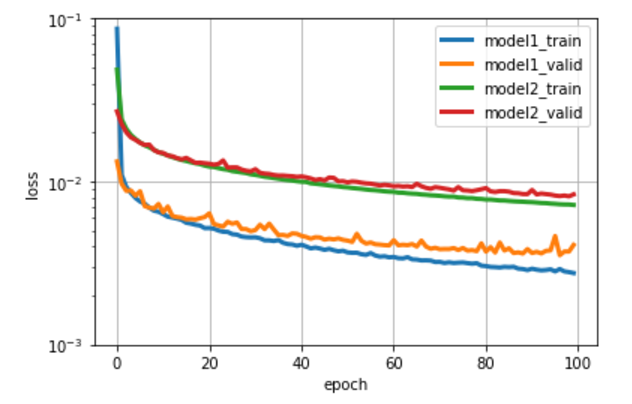 10⁻¹
model1_train
model1_valid
model2_train
model2_valid
10⁻²
loss
10⁻³
0 20 40 60 80 100
epoch